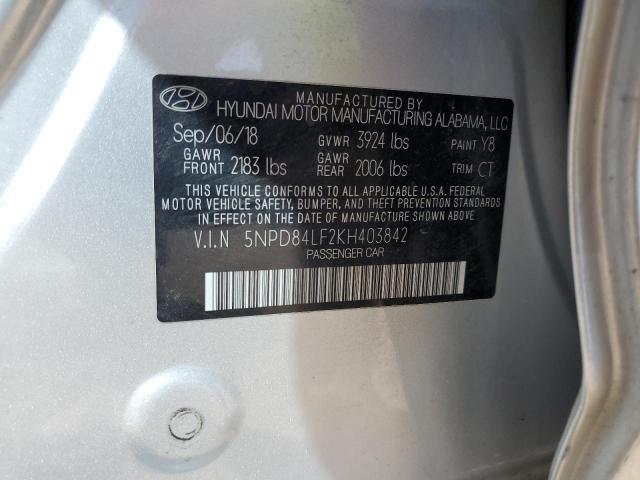 MANUFACTURED BY
HYUNDAI MOTOR MANUFACTURING ALABAMA, LLC
Sep/06/18 GVWR 3924 lbs PAINT Y8
GAWR FRONT 2183 lbs GAWR REAR 2006 lbs TRIM CT
THIS VEHICLE CONFORMS TO ALL APPLICABLE U.S.A. FEDERAL
MOTOR VEHICLE SAFETY, BUMPER, AND THEFT PREVENTION
STANDARDS IN EFFECT ON THE DATE OF MANUFACTURE SHOWN ABOVE.
V.I.N 5NPD84LF2KH403842
PASSENGER CAR